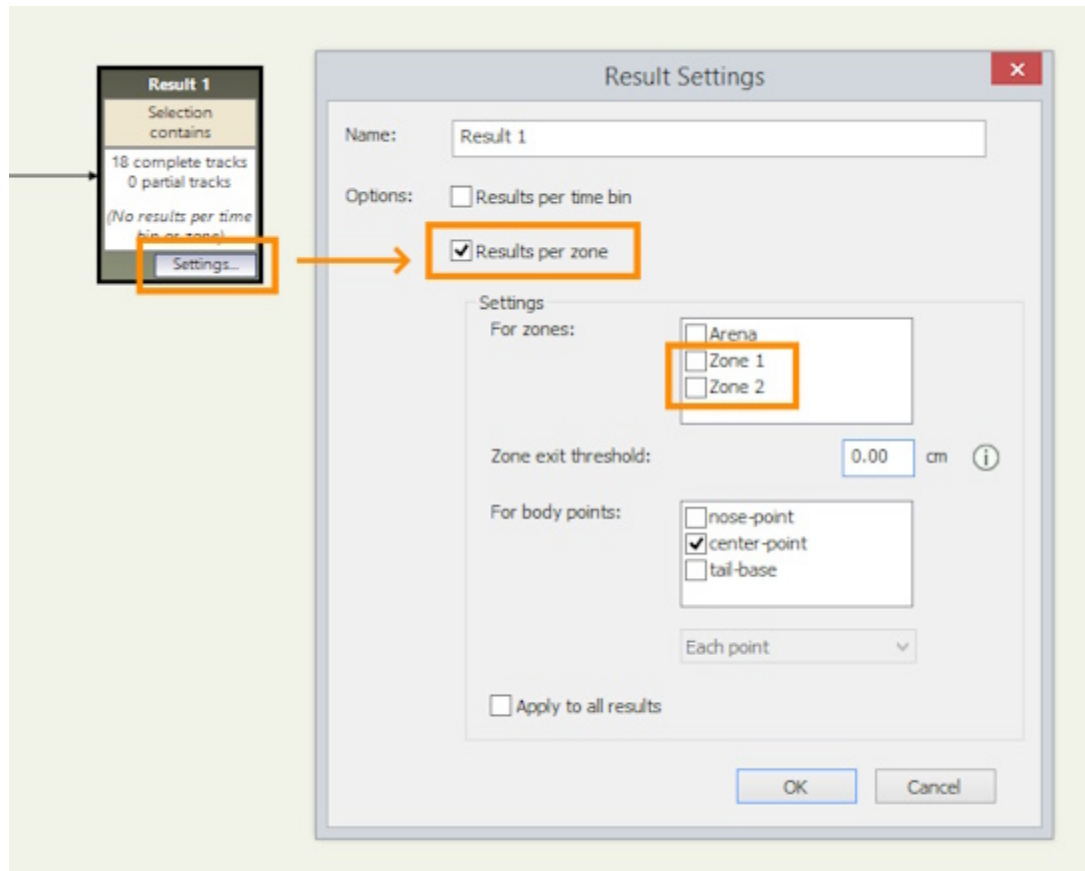 Result 1
Selection
contains
18 complete tracks
0 partial tracks
(No results per time
bin or zone)
Settings...
Result Settings
Name:
Result 1
Options:
Results per time bin
Results per zone
Settings
For zones:
Arena
Zone 1
Zone 2
Zone exit threshold:
0.00 cm
i
For body points:
nose-point
center-point
tail-base
Each point
Apply to all results
OK
Cancel